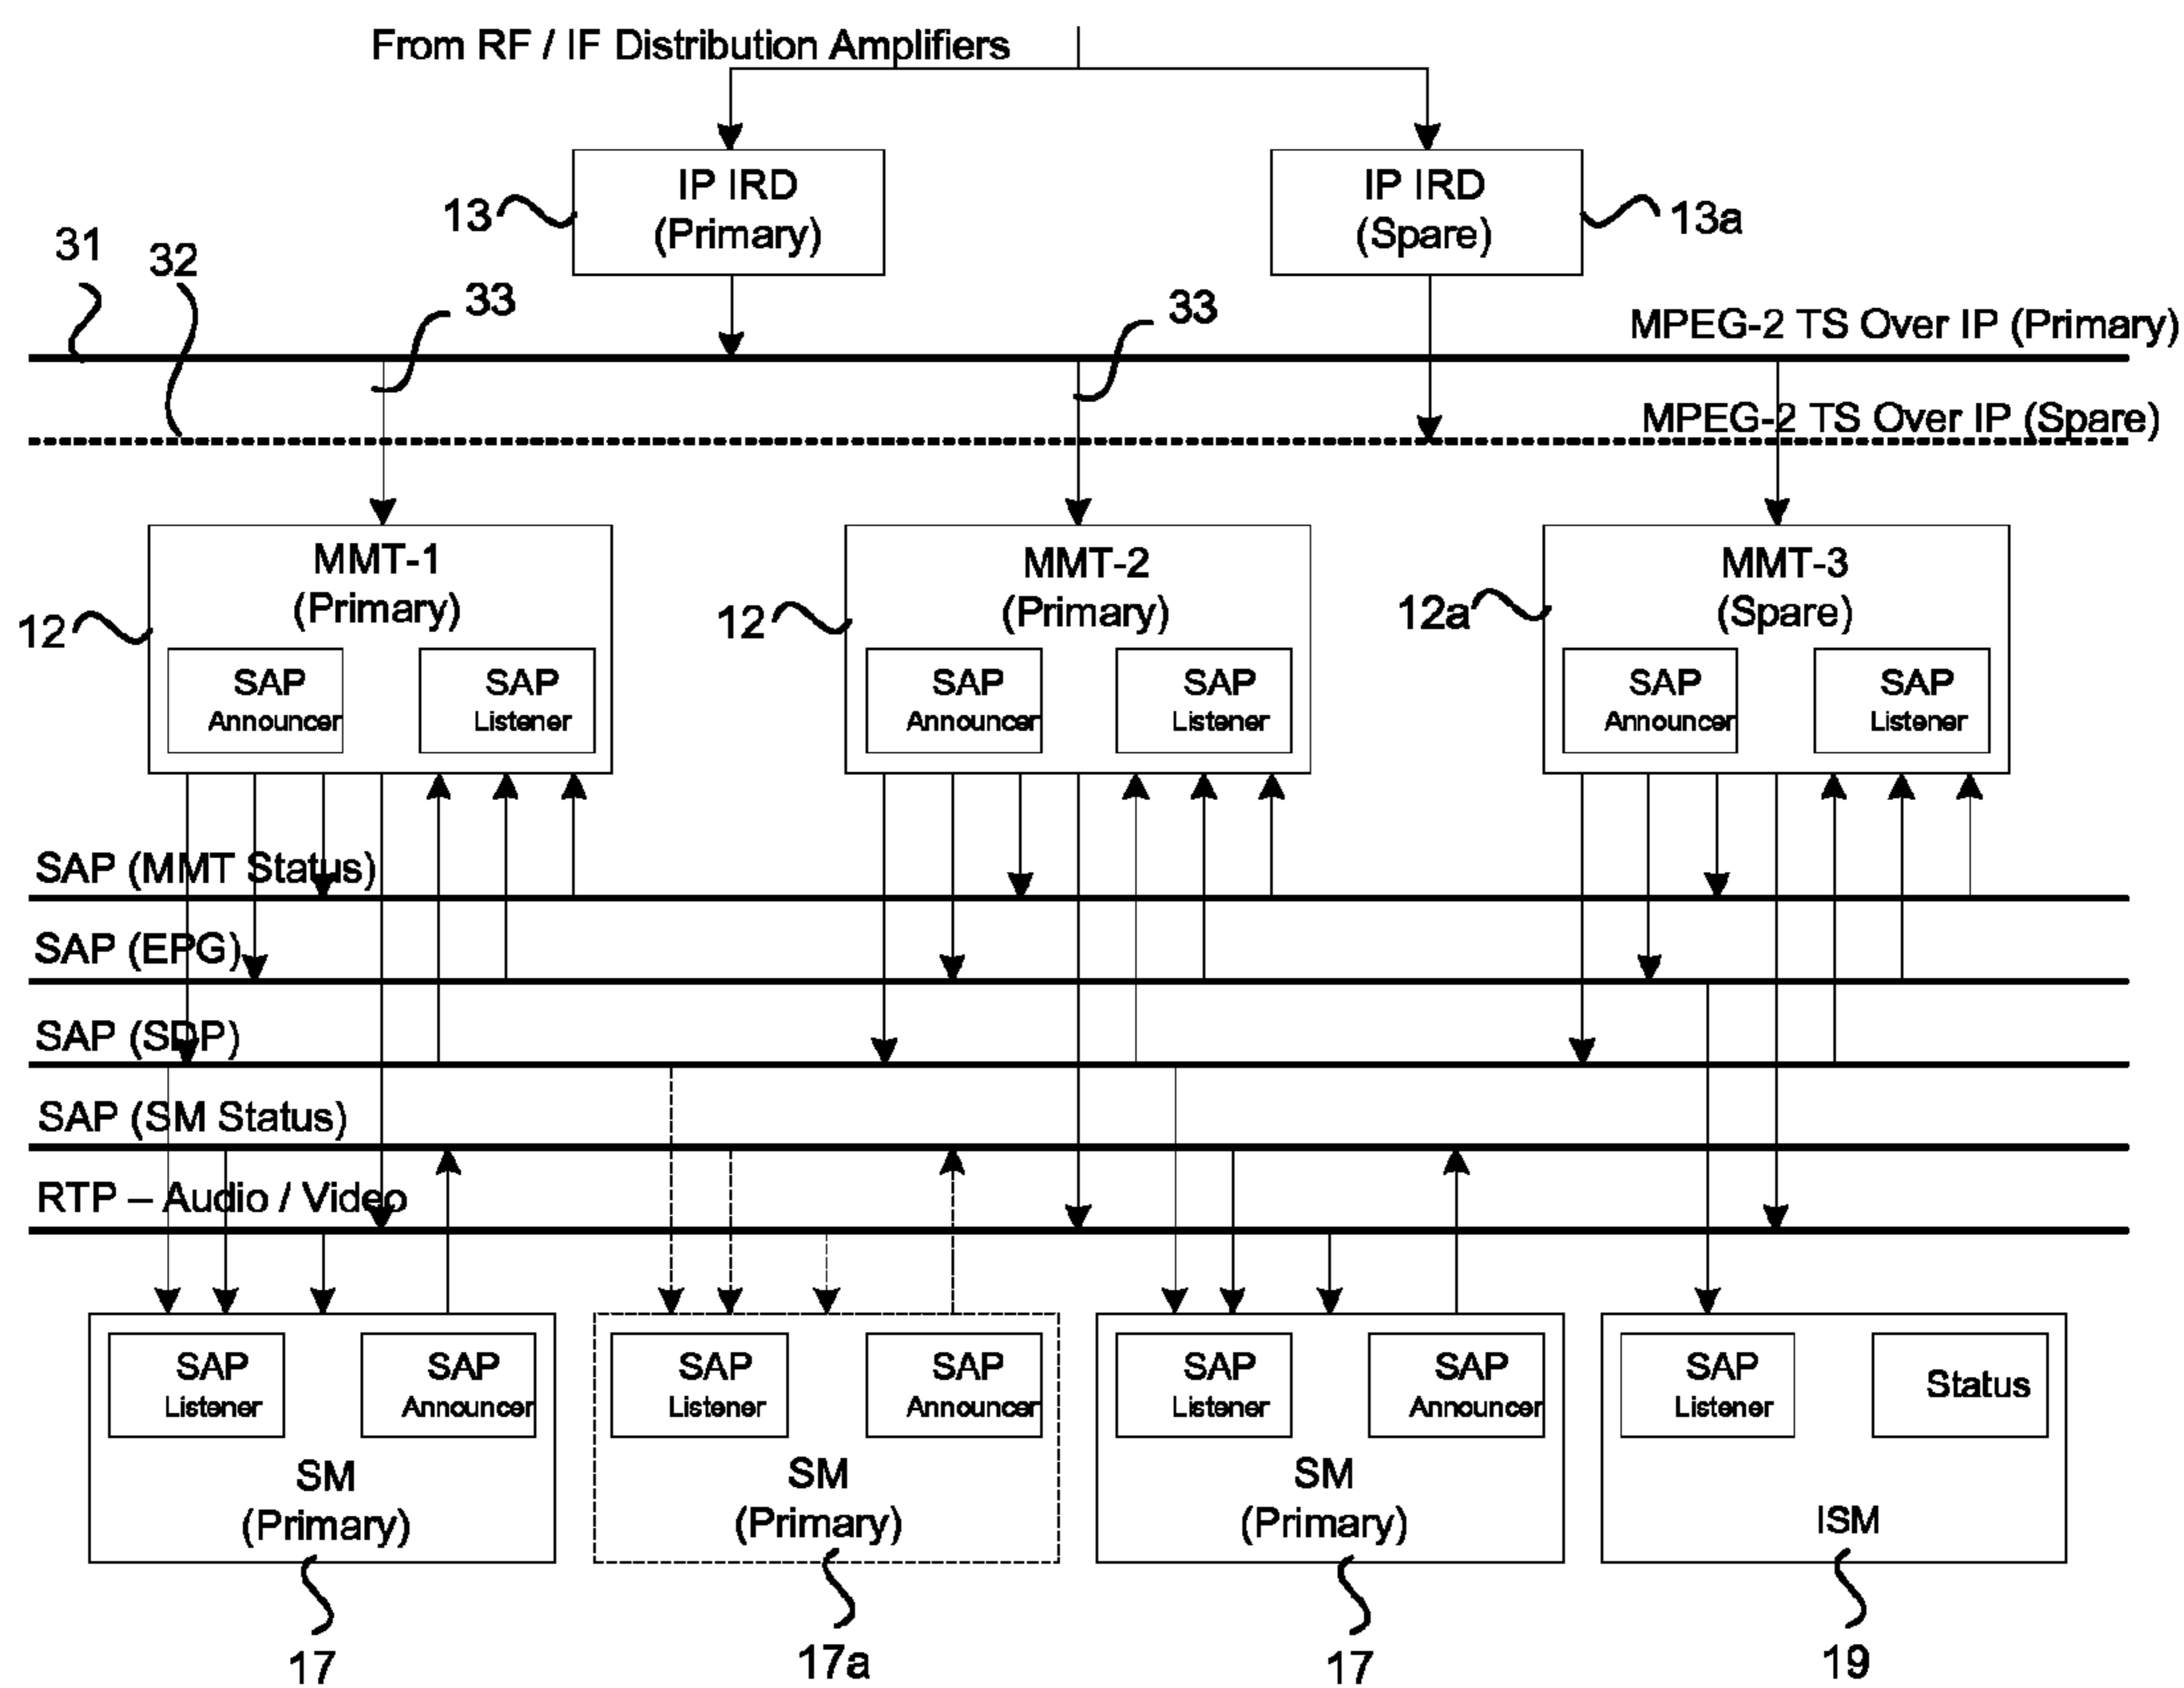 From RF / IF Distribution Amplifiers
IP IRD
(Primary)
13
IP IRD
(Spare)
13a
31
32
33
33
MPEG-2 TS Over IP (Primary)
MPEG-2 TS Over IP (Spare)
MMT-1
(Primary)
12
SAP
Announcer
SAP
Listener
MMT-2
(Primary)
12
SAP
Announcer
SAP
Listener
MMT-3
(Spare)
12a
SAP
Announcer
SAP
Listener
SAP (MMT Status)
SAP (EPG)
SAP (SDP)
SAP (SM Status)
RTP – Audio / Video
SAP
Listener
SAP
Announcer
SM
(Primary)
17
SAP
Listener
SAP
Announcer
SM
(Primary)
17a
SAP
Listener
SAP
Announcer
SM
(Primary)
17
SAP
Listener
Status
ISM
19